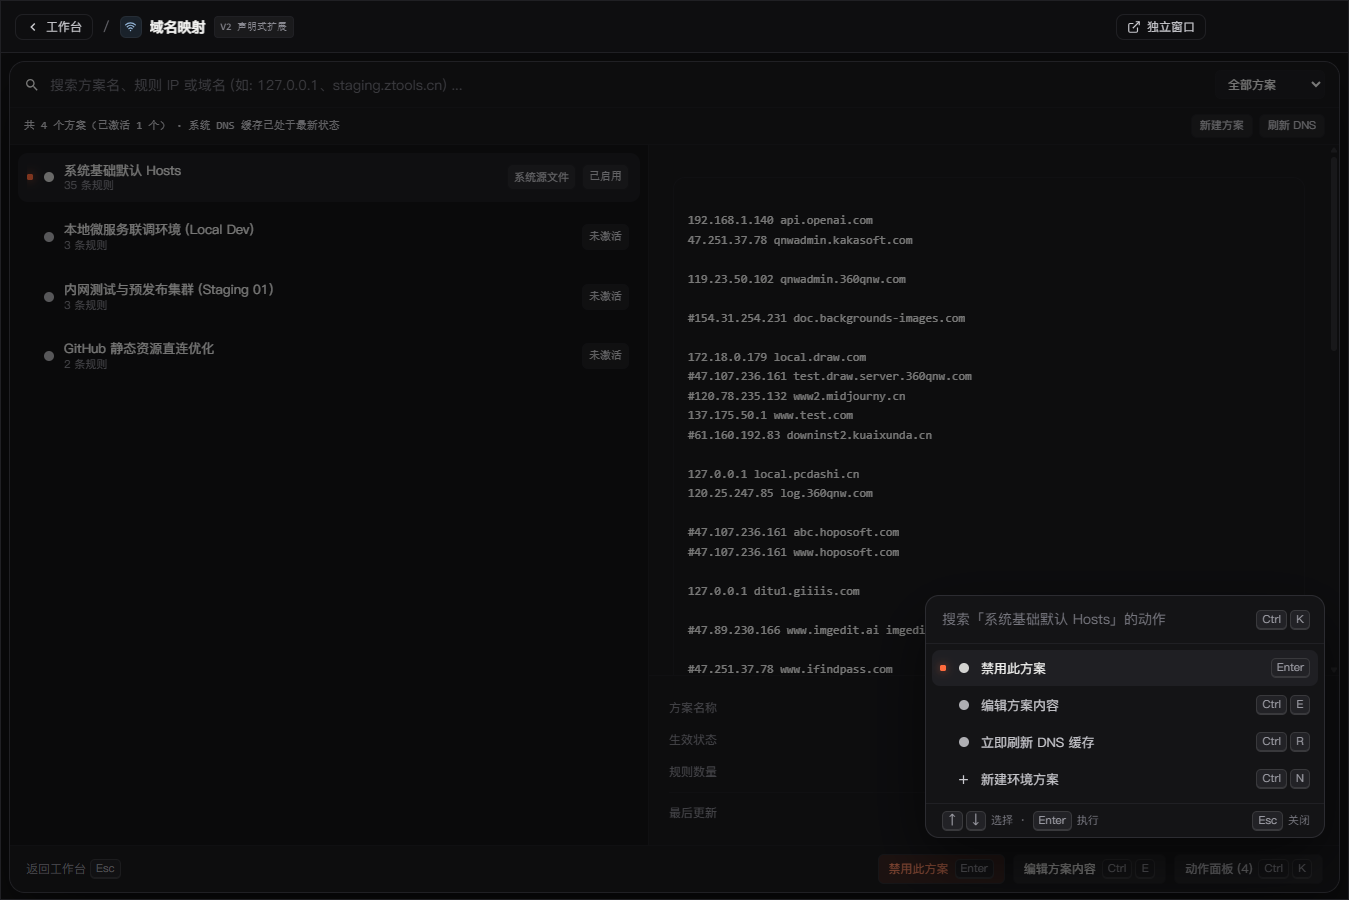 工作台 / 域名映射 V2 声明式扩展 独立窗口
搜索方案名、规则 IP 或域名 (如: 127.0.0.1、staging.ztools.cn) ... 全部方案
共 4 个方案 (已激活 1 个) · 系统 DNS 缓存已处于最新状态 新建方案 刷新 DNS
系统基础默认 Hosts
35 条规则
系统源文件 已启用
本地微服务联调环境 (Local Dev)
3 条规则
未激活
内网测试与预发布集群 (Staging 01)
3 条规则
未激活
GitHub 静态资源直连优化
2 条规则
未激活
192.168.1.140 api.openai.com
47.251.37.78 qnwadmin.kakasoft.com
119.23.50.102 qnwadmin.360qnw.com
#154.31.254.231 doc.backgrounds-images.com
172.18.0.179 local.draw.com
#47.107.236.161 test.draw.server.360qnw.com
#120.78.235.132 www2.midjourny.cn
137.175.50.1 www.test.com
#61.160.192.83 downinst2.kuaixunda.cn
127.0.0.1 local.pcdashi.cn
120.25.247.85 log.360qnw.com
#47.107.236.161 abc.hoposoft.com
#47.107.236.161 www.hoposoft.com
127.0.0.1 ditu1.giiiis.com
#47.89.230.166 www.imgedit.ai imgedi
#47.251.37.78 www.ifindpass.com
方案名称
生效状态
规则数量
最后更新
搜索「系统基础默认 Hosts」的动作 Ctrl K
禁用此方案 Enter
编辑方案内容 Ctrl E
立即刷新 DNS 缓存 Ctrl R
+ 新建环境方案 Ctrl N
↑ ↓ 选择 · Enter 执行 Esc 关闭
返回工作台 Esc 禁用此方案 Enter 编辑方案内容 Ctrl E 动作面板 (4) Ctrl K